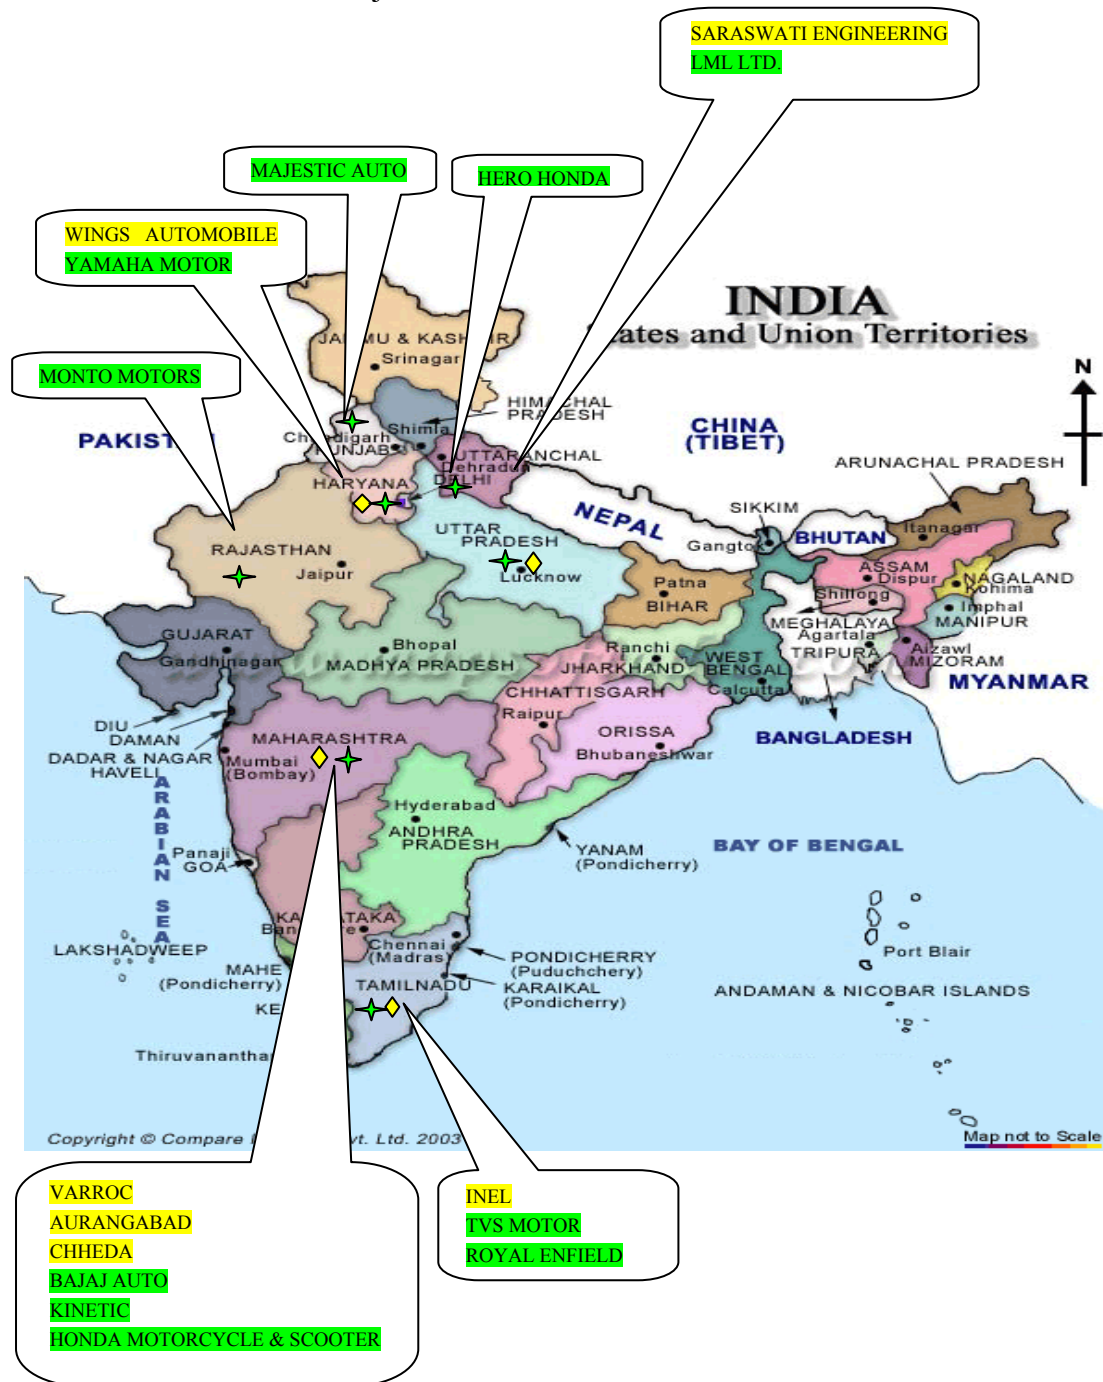 SARASWATI ENGINEERING
LML LTD.
MAJESTIC AUTO
HERO HONDA
WINGS AUTOMOBILE
YAMAHA MOTOR
MONTO MOTORS
INDIA
States and Union Territories
N
JAMMU & KASHMIR
Srinagar
HIMACHAL
PRADESH
CHINA
(TIBET)
PAKISTAN
Shimla
Chandigarh
PUNJAB
UTTARANCHAL
Dehradun
ARUNACHAL PRADESH
HARYANA
DELHI
SIKKIM
NEPAL
BHUTAN
Itanagar
UTTAR
PRADESH
Gangtok
RAJASTHAN
Jaipur
Lucknow
ASSAM
Dispur
NAGALAND
Kohima
Patna
BIHAR
Shillong
Imphal
MANIPUR
MEGHALAYA
GUJARAT
Gandhinagar
Bhopal
MADHYA PRADESH
Ranchi
JHARKHAND
WEST
BENGAL
Calcutta
Agartala
TRIPURA
Aizawl
MIZORAM
MYANMAR
CHHATTISGARH
Raipur
DIU
DAMAN
DADAR & NAGAR
HAVELI
MAHARASHTRA
Mumbai
(Bombay)
ORISSA
Bhubaneshwar
BANGLADESH
ARABIAN SEA
Hyderabad
ANDHRA
PRADESH
YANAM
(Pondicherry)
BAY OF BENGAL
Panaji
GOA
LAKSHADWEEP
Chennai
(Madras)
PONDICHERRY
(Puduchchery)
Port Blair
MAHE
(Pondicherry)
TAMILNADU
KARAIKAL
(Pondicherry)
ANDAMAN & NICOBAR ISLANDS
KE
Thiruvananthap
Copyright © Compare I vt. Ltd. 2003
Map not to Scale
VARROC
AURANGABAD
CHHEDA
BAJAJ AUTO
KINETIC
HONDA MOTORCYCLE & SCOOTER
INEL
TVS MOTOR
ROYAL ENFIELD